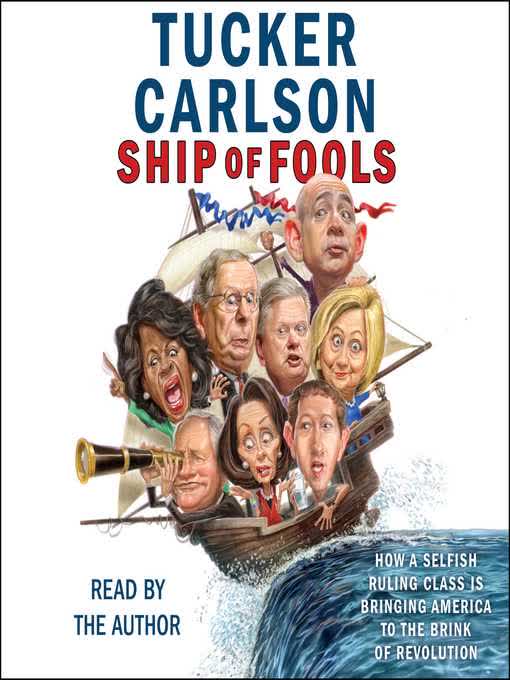 TUCKER
CARLSON
SHIP OF FOOLS
READ BY
THE AUTHOR
HOW A SELFISH
RULING CLASS IS
BRINGING AMERICA
TO THE BRINK
OF REVOLUTION